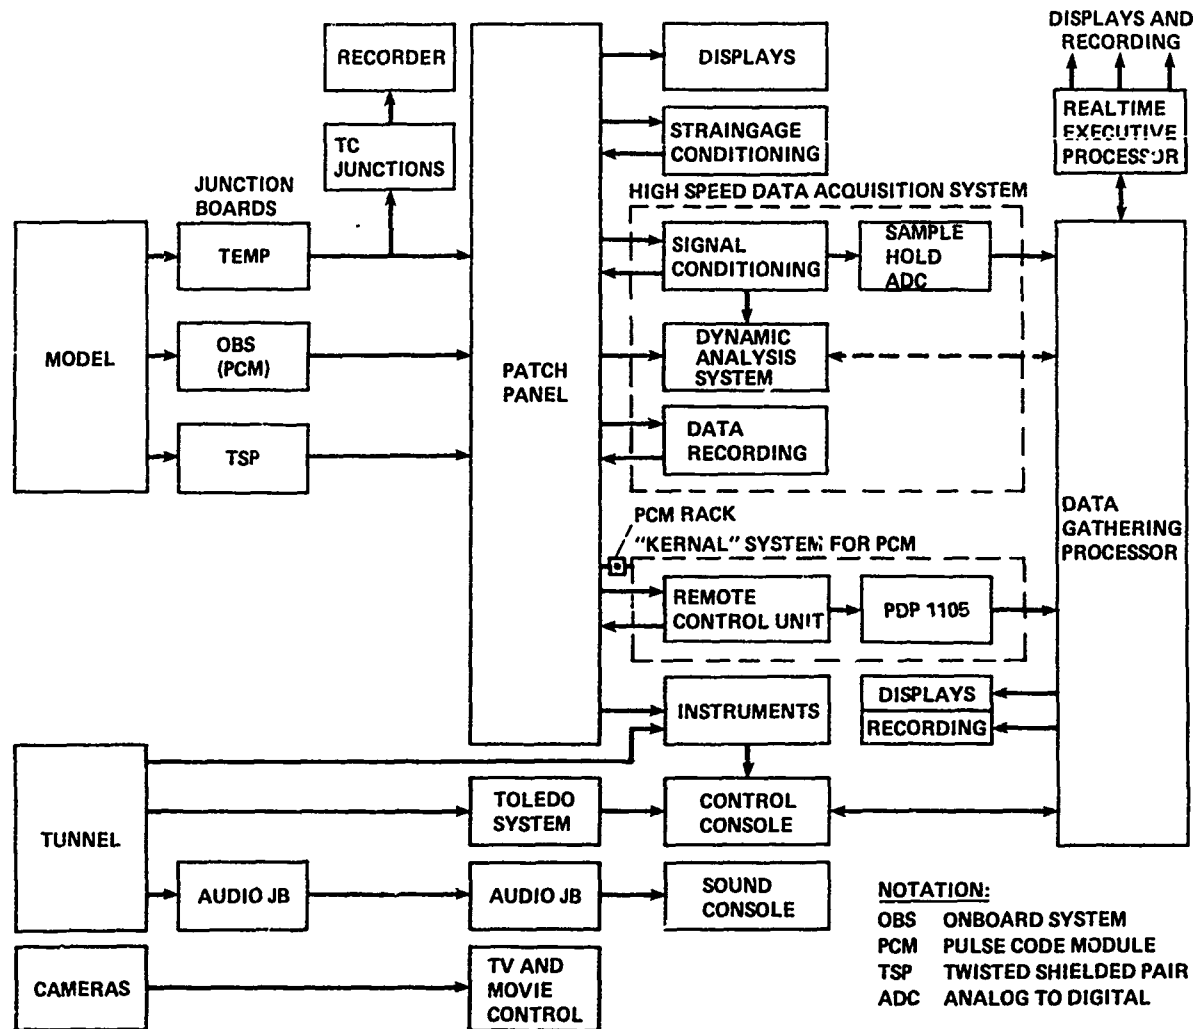 DISPLAYS AND
RECORDING
RECORDER
DISPLAYS
REALTIME
EXECUTIVE
PROCESSOR
TC
JUNCTIONS
STRAINGAGE
CONDITIONING
JUNCTION
BOARDS
HIGH SPEED DATA ACQUISITION SYSTEM
TEMP
SIGNAL
CONDITIONING
SAMPLE
HOLD
ADC
MODEL
OBS
(PCM)
PATCH
PANEL
DYNAMIC
ANALYSIS
SYSTEM
TSP
DATA
RECORDING
DATA
GATHERING
PROCESSOR
PCM RACK
"KERNAL" SYSTEM FOR PCM
REMOTE
CONTROL UNIT
PDP 1105
INSTRUMENTS
DISPLAYS
RECORDING
TUNNEL
TOLEDO
SYSTEM
CONTROL
CONSOLE
AUDIO JB
AUDIO JB
SOUND
CONSOLE
CAMERAS
TV AND
MOVIE
CONTROL
NOTATION:
OBS ONBOARD SYSTEM
PCM PULSE CODE MODULE
TSP TWISTED SHIELDED PAIR
ADC ANALOG TO DIGITAL